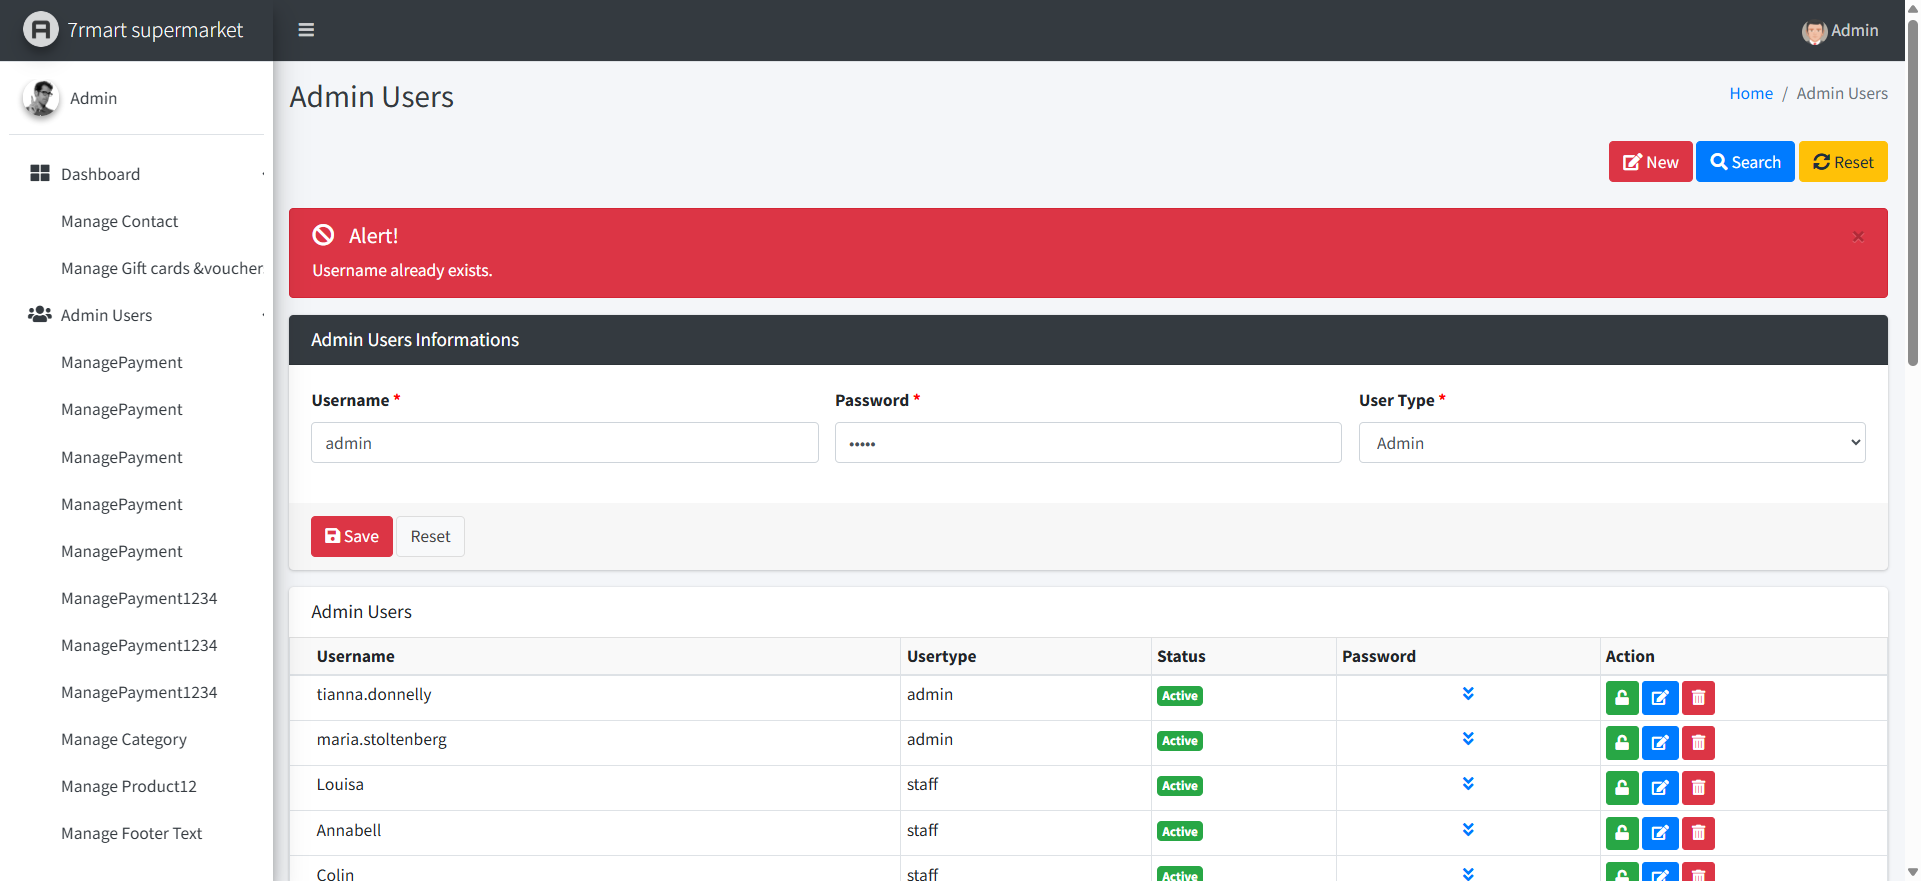 7rmart supermarket
Admin
Admin
Dashboard
Manage Contact
Manage Gift cards &voucher
Admin Users
ManagePayment
ManagePayment
ManagePayment
ManagePayment
ManagePayment
ManagePayment1234
ManagePayment1234
ManagePayment1234
Manage Category
Manage Product12
Manage Footer Text
Admin Users
Home / Admin Users
New Search Reset
Alert!
×
Username already exists.
Admin Users Informations
Username * Password * User Type *
admin ••••• Admin
Save Reset
Admin Users
Username Usertype Status Password Action
tianna.donnelly admin Active
maria.stoltenberg admin Active
Louisa staff Active
Annabell staff Active
Colin staff Active